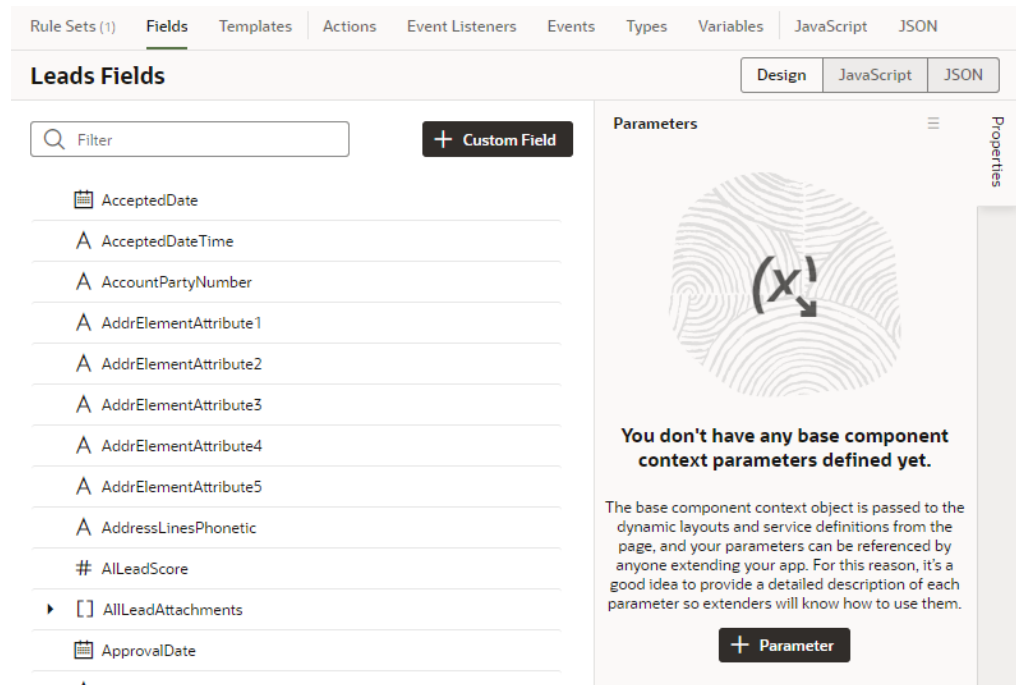 Rule Sets (1) Fields Templates Actions Event Listeners Events Types Variables JavaScript JSON
Leads Fields
Design JavaScript JSON
Filter
+ Custom Field
AcceptedDate
AcceptedDateTime
AccountPartyNumber
AddrElementAttribute1
AddrElementAttribute2
AddrElementAttribute3
AddrElementAttribute4
AddrElementAttribute5
AddressLinesPhonetic
AILeadScore
AllLeadAttachments
ApprovalDate
Parameters
(x)
You don't have any base component
context parameters defined yet.
The base component context object is passed to the
dynamic layouts and service definitions from the
page, and your parameters can be referenced by
anyone extending your app. For this reason, it's a
good idea to provide a detailed description of each
parameter so extenders will know how to use them.
+ Parameter
Properties